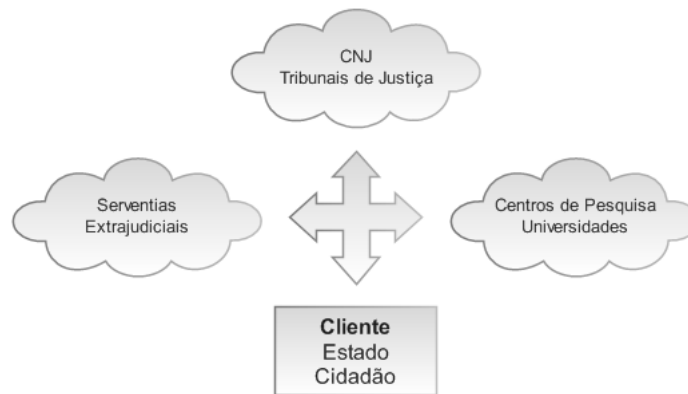 CNJ
Tribunais de Justiça
Serventias
Extrajudiciais
Centros de Pesquisa
Universidades
Cliente
Estado
Cidadão